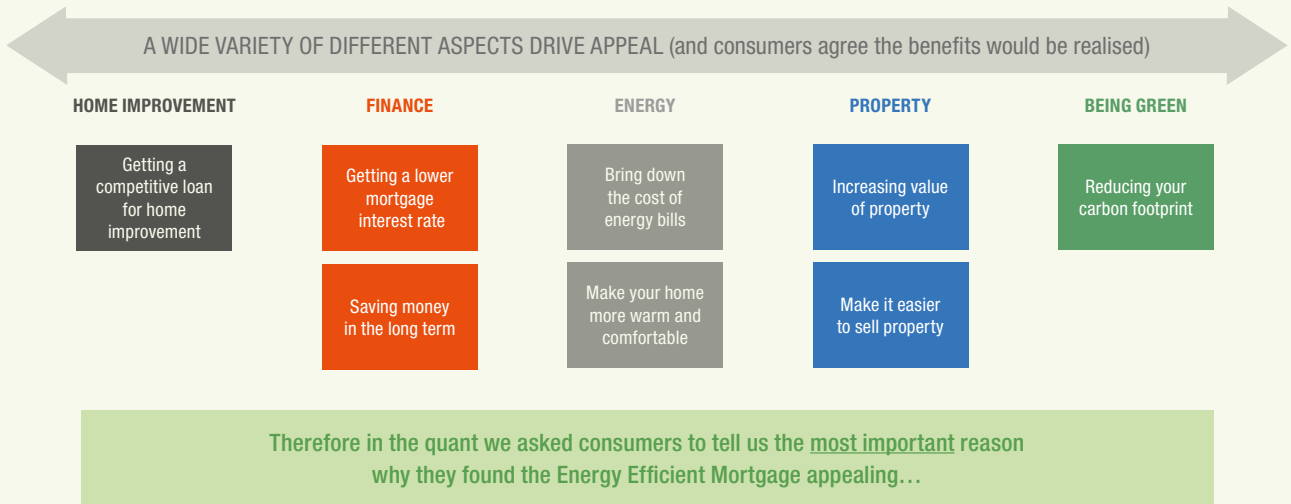 A WIDE VARIETY OF DIFFERENT ASPECTS DRIVE APPEAL (and consumers agree the benefits would be realised)
HOME IMPROVEMENT
Getting a
competitive loan
for home
improvement
FINANCE
Getting a lower
mortgage
interest rate
Saving money
in the long term
ENERGY
Bring down
the cost of
energy bills
Make your home
more warm and
comfortable
PROPERTY
Increasing value
of property
Make it easier
to sell property
BEING GREEN
Reducing your
carbon footprint
Therefore in the quant we asked consumers to tell us the most important reason
why they found the Energy Efficient Mortgage appealing…